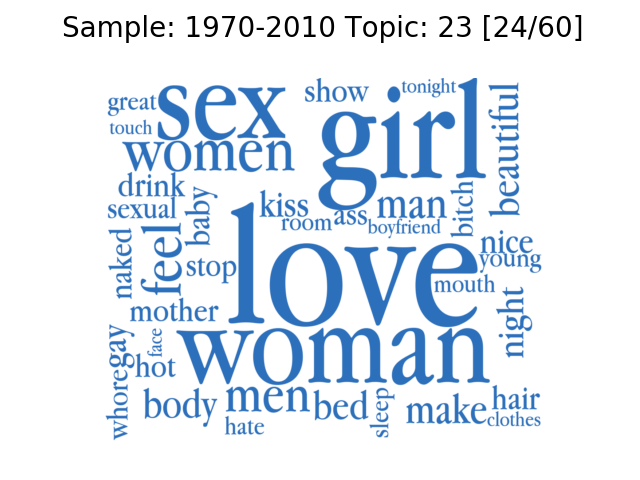 Sample: 1970-2010 Topic: 23 [24/60]
great
sex
show
tonight
girl
beautiful
touch
women
drink
sexual
baby
kiss
man
bitch
room
ass
boyfriend
naked
feel
stop
love
nice
young
mouth
mother
night
woman
gay
face
hot
whore
body
men
bed
sleep
make
hair
clothes
hate